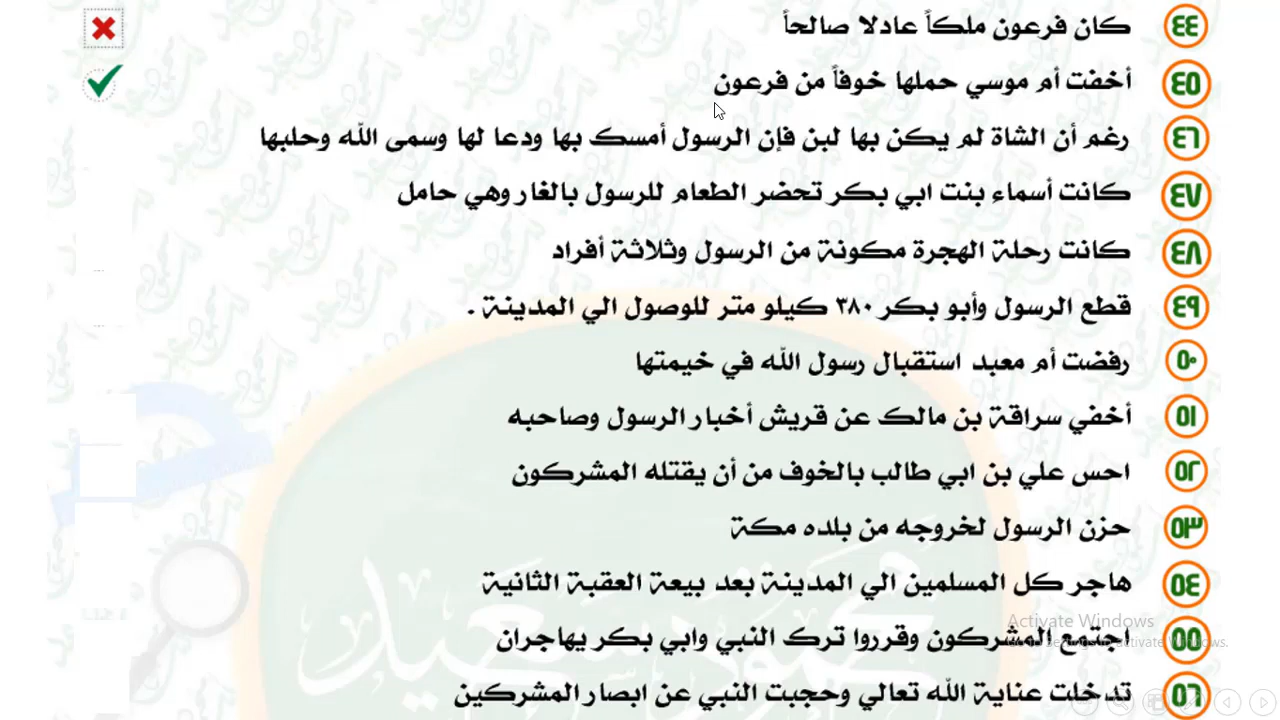 ٤٤ كان فرعون ملكاً عادلا صالحاً
٤٥ أخفت أم موسي حملها خوفاً من فرعون
٤٦ رغم أن الشاة لم يكن بها لبن فإن الرسول أمسك بها ودعا لها وسمى الله وحلبها
٤٧ كانت أسماء بنت ابي بكر تحضر الطعام للرسول بالغار وهي حامل
٤٨ كانت رحلة الهجرة مكونة من الرسول وثلاثة أفراد
٤٩ قطع الرسول وأبو بكر ٣٨٠ كيلو متر للوصول الي المدينة .
٥٠ رفضت أم معبد استقبال رسول الله في خيمتها
٥١ أخفي سراقة بن مالك عن قريش أخبار الرسول وصاحبه
٥٢ احس علي بن ابي طالب بالخوف من أن يقتله المشركون
٥٣ حزن الرسول لخروجه من بلده مكة
٥٤ هاجر كل المسلمين الي المدينة بعد بيعة العقبة الثانية
٥٥ اجتمع المشركون وقرروا ترك النبي وابي بكر يهاجران
٥٦ تدخلت عناية الله تعالي وحجبت النبي عن ابصار المشركين
Activate Windows
Go to Settings to activate Windows.